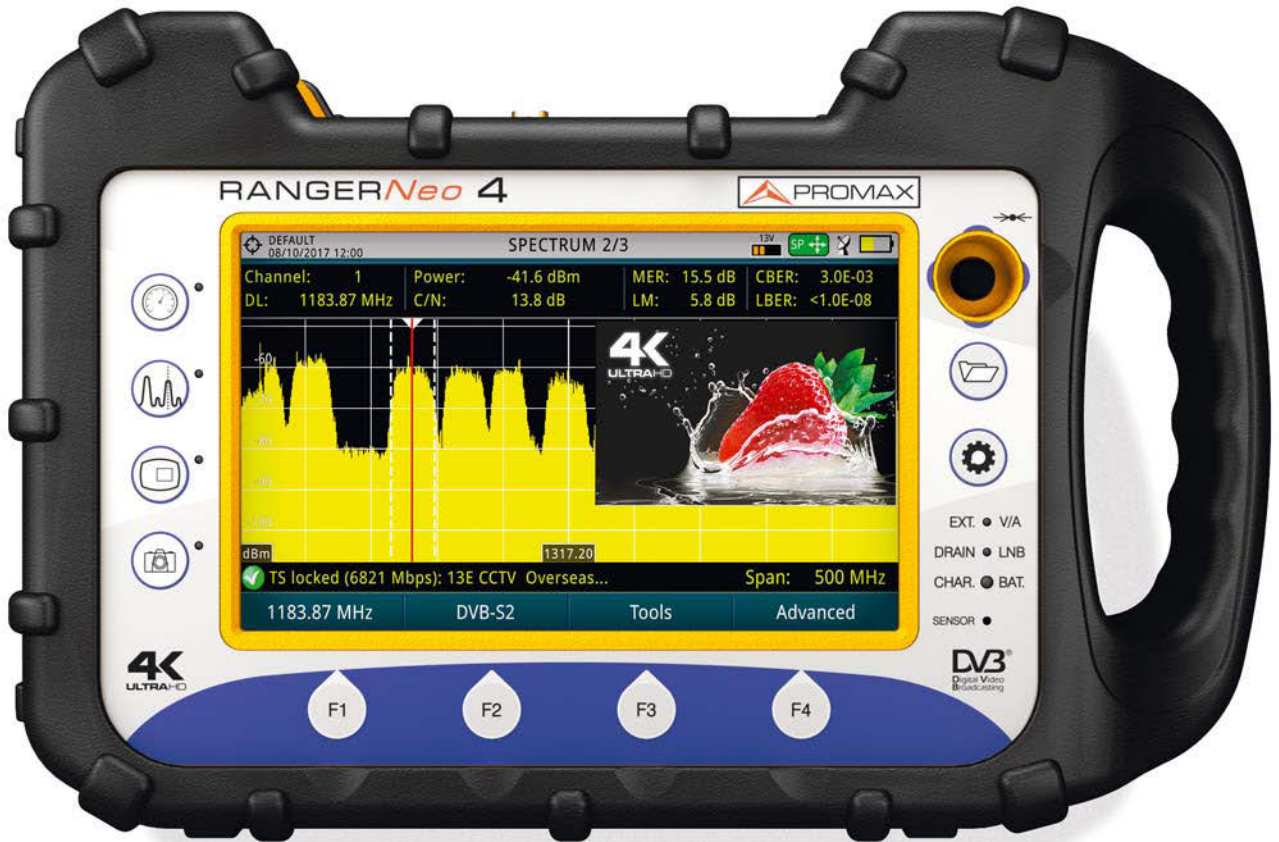 RANGERNeo 4
PROMAX
DEFAULT
08/10/2017 12:00
SPECTRUM 2/3
13V
SP
Channel: 1 Power: -41.6 dBm MER: 15.5 dB CBER: 3.0E-03
DL: 1183.87 MHz C/N: 13.8 dB LM: 5.8 dB LBER: <1.0E-08
-60
4K
ULTRAHD
dBm
1317.20
TS locked (6821 Mbps): 13E CCTV Overseas...
Span: 500 MHz
1183.87 MHz DVB-S2 Tools Advanced
EXT. V/A
DRAIN LNB
CHAR. BAT.
SENSOR
4K
ULTRAHD
DVB®
Digital Video
Broadcasting
F1 F2 F3 F4